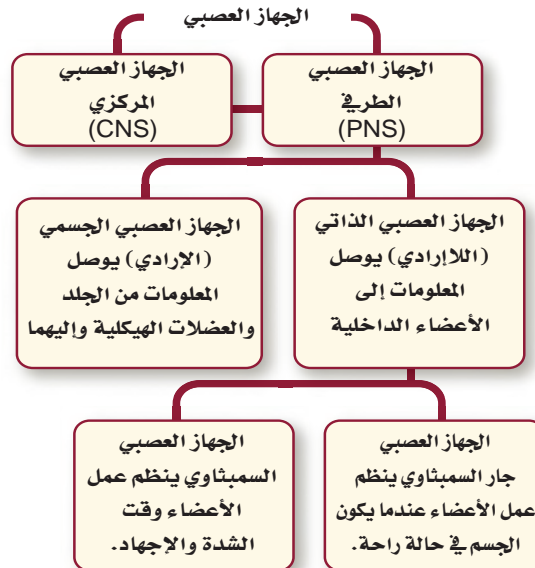 الجهاز العصبي
الجهاز العصبي
الطرفي
(PNS)
الجهاز العصبي
المركزي
(CNS)
الجهاز العصبي الذاتي
(اللاإرادي) يوصل
المعلومات إلى
الأعضاء الداخلية
الجهاز العصبي الجسمي
(الإرادي) يوصل
المعلومات من الجلد
والعضلات الهيكلية وإليهما
الجهاز العصبي
جار السمبثاوي ينظم
عمل الأعضاء عندما يكون
الجسم في حالة راحة.
الجهاز العصبي
السمبثاوي ينظم عمل
الأعضاء وقت
الشدة والإجهاد.